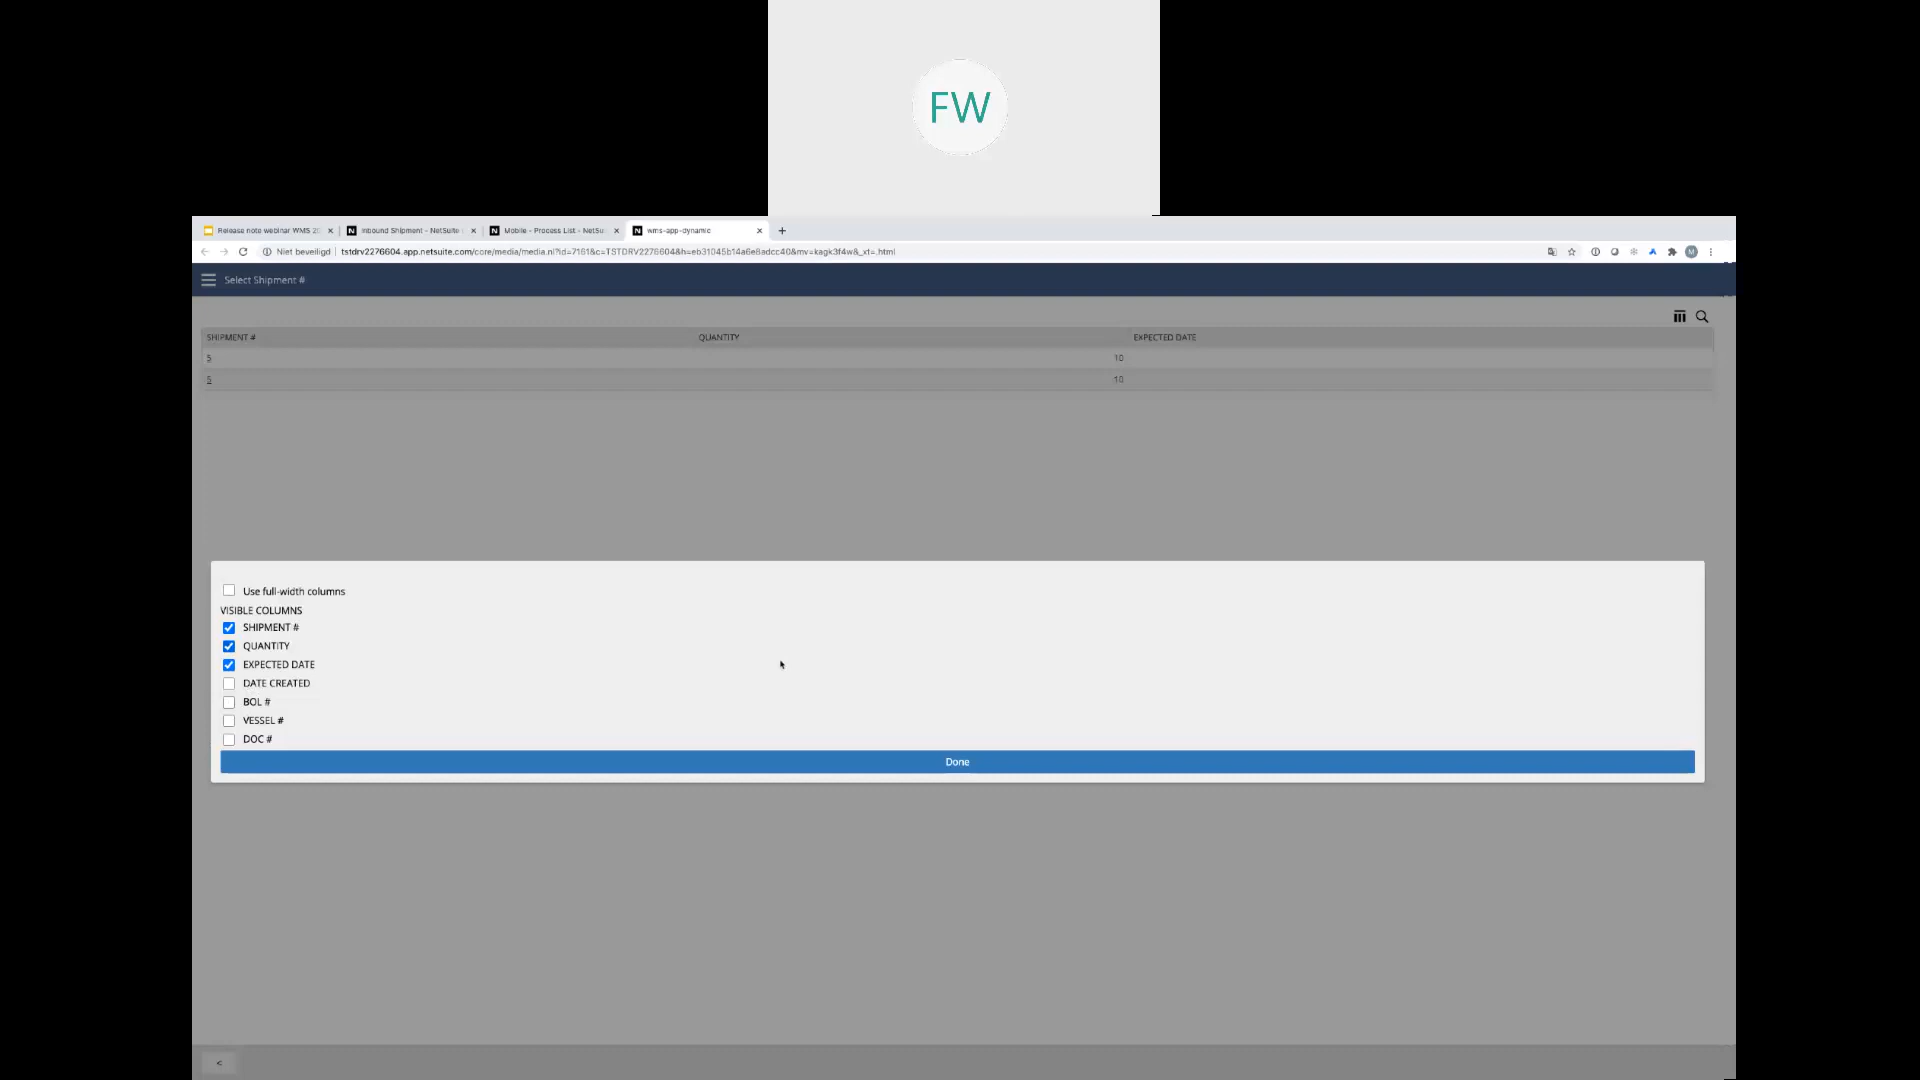 FW
Release note webinar WMS 20
Inbound Shipment - NetSuite (
Mobile - Process List - NetSui
wms-app-dynamic
Niet beveiligd | tstdrv2276604.app.netsuite.com/core/media/media.nl?id=7161&c=TSTDRV2276604&h=eb31045b14a6e8adcc40&mv=kagk3f4w&_xt=.html
M
Select Shipment #
SHIPMENT # QUANTITY EXPECTED DATE
5 10
5 10
Use full-width columns
VISIBLE COLUMNS
SHIPMENT #
QUANTITY
EXPECTED DATE
DATE CREATED
BOL #
VESSEL #
DOC #
Done
<